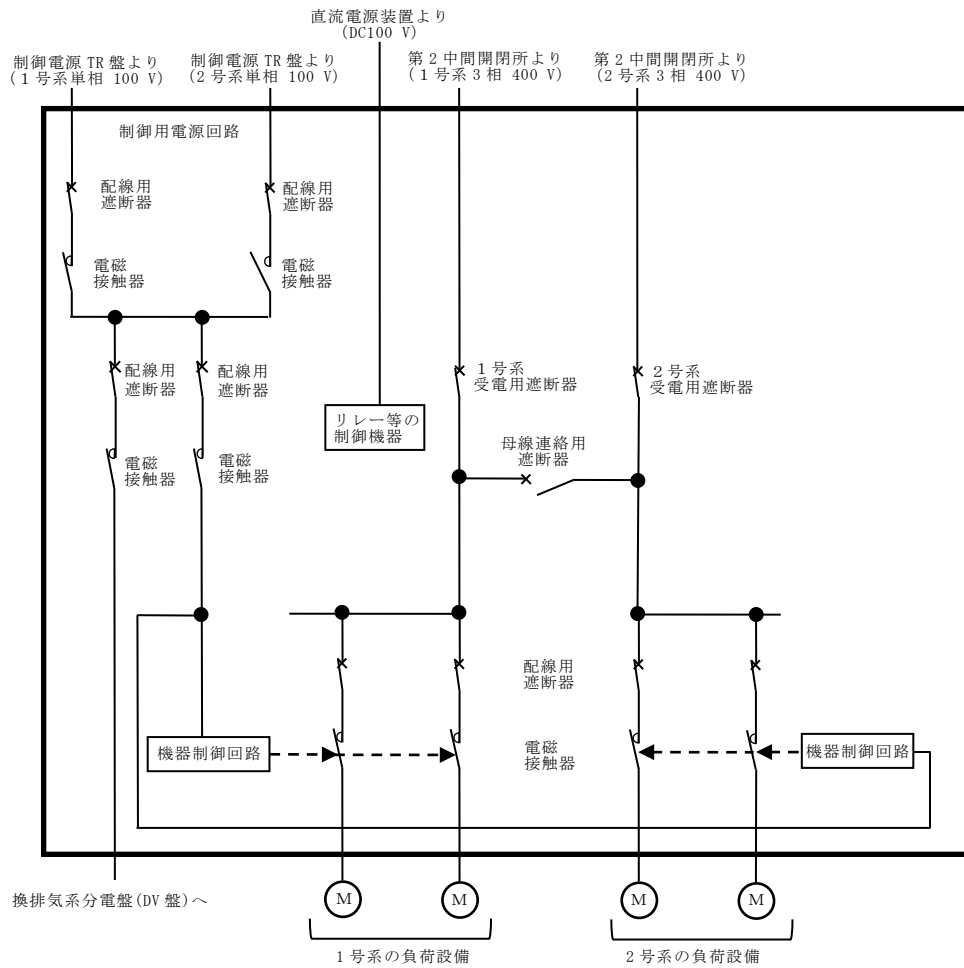 直流電源装置より
(DC100 V)
制御電源 TR 盤より
(１号系単相 100 V)
制御電源 TR 盤より
(2 号系単相 100 V)
第 2 中間開閉所より
(１号系 3 相 400 V)
第 2 中間開閉所より
(2 号系 3 相 400 V)
制御用電源回路
配線用
遮断器
配線用
遮断器
電磁
接触器
電磁
接触器
配線用
遮断器
配線用
遮断器
１号系
受電用遮断器
２号系
受電用遮断器
リレー等の
制御機器
母線連絡用
遮断器
電磁
接触器
電磁
接触器
配線用
遮断器
機器制御回路
電磁
接触器
機器制御回路
換排気系分電盤(DV 盤)へ
M
M
M
M
１号系の負荷設備
２号系の負荷設備